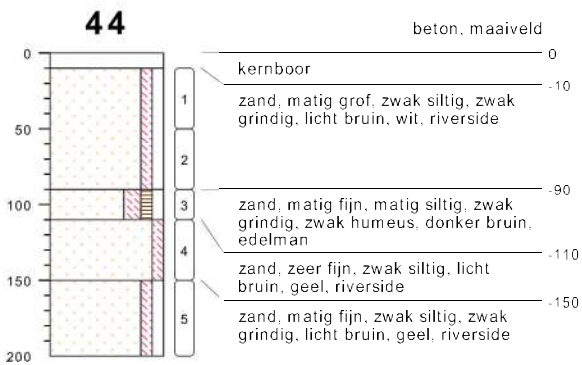 44
beton, maaiveld
0
0
kernboor
-10
zand, matig grof, zwak siltig, zwak
grindig, licht bruin, wit, riverside
1
50
2
-90
zand, matig fijn, matig siltig, zwak
grindig, zwak humeus, donker bruin,
edelman
100
3
-110
zand, zeer fijn, zwak siltig, licht
bruin, geel, riverside
4
150
-150
zand, matig fijn, zwak siltig, zwak
grindig, licht bruin, geel, riverside
5
200